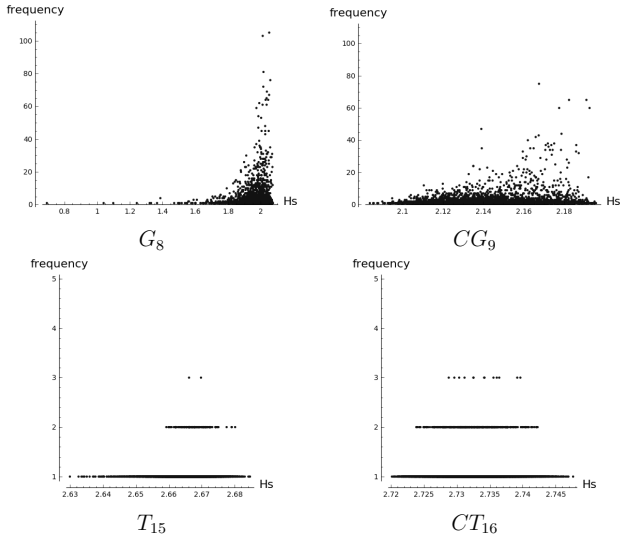 frequency
100
80
60
40
20
0
0.8 1 1.2 1.4 1.6 1.8 2 Hs
G8
frequency
100
80
60
40
20
0
2.1 2.12 2.14 2.16 2.18 Hs
CG9
frequency
5
4
3
2
1
2.63 2.64 2.65 2.66 2.67 2.68 Hs
T15
frequency
5
4
3
2
1
2.72 2.725 2.73 2.735 2.74 2.745 Hs
CT16